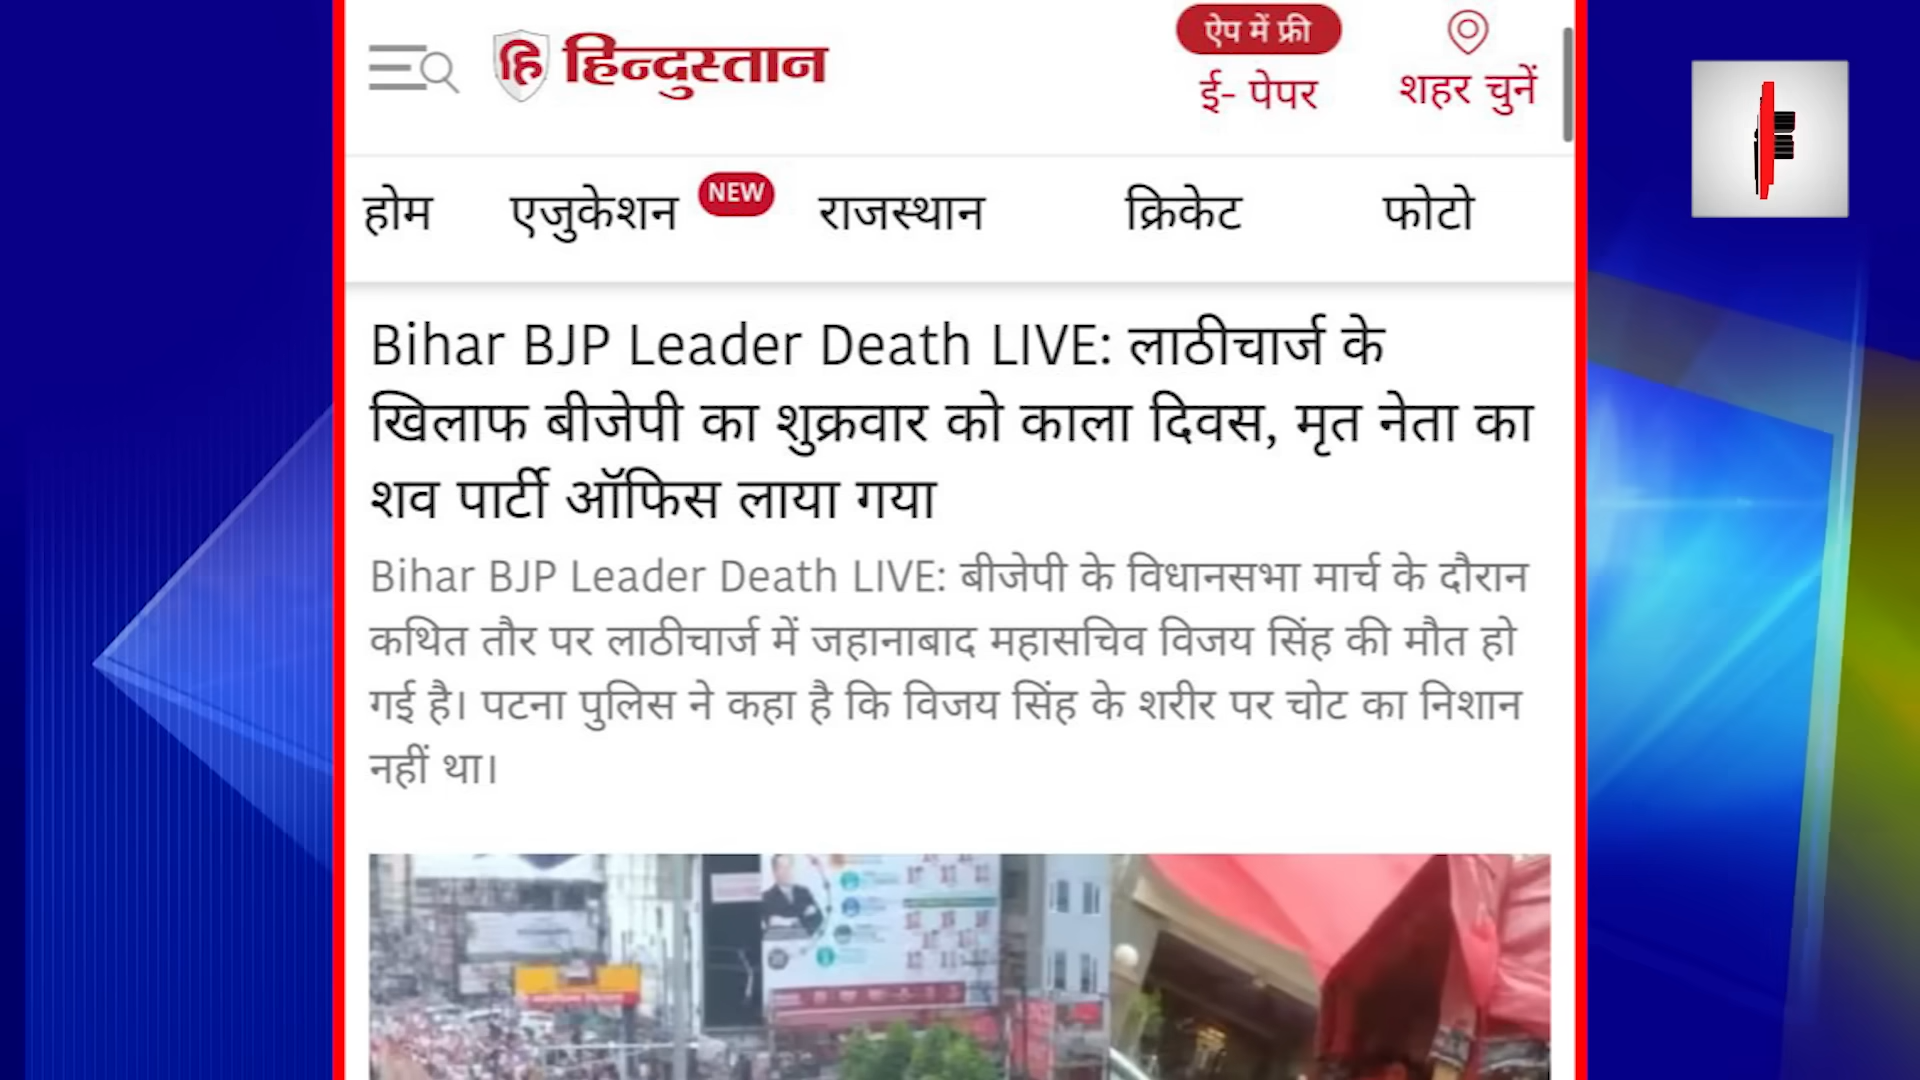 हि हिन्दुस्तान
ऐप में फ्री
ई- पेपर
शहर चुनें
होम एजुकेशन NEW राजस्थान क्रिकेट फोटो
Bihar BJP Leader Death LIVE: लाठीचार्ज के
खिलाफ बीजेपी का शुक्रवार को काला दिवस, मृत नेता का
शव पार्टी ऑफिस लाया गया
Bihar BJP Leader Death LIVE: बीजेपी के विधानसभा मार्च के दौरान
कथित तौर पर लाठीचार्ज में जहानाबाद महासचिव विजय सिंह की मौत हो
गई है। पटना पुलिस ने कहा है कि विजय सिंह के शरीर पर चोट का निशान
नहीं था।